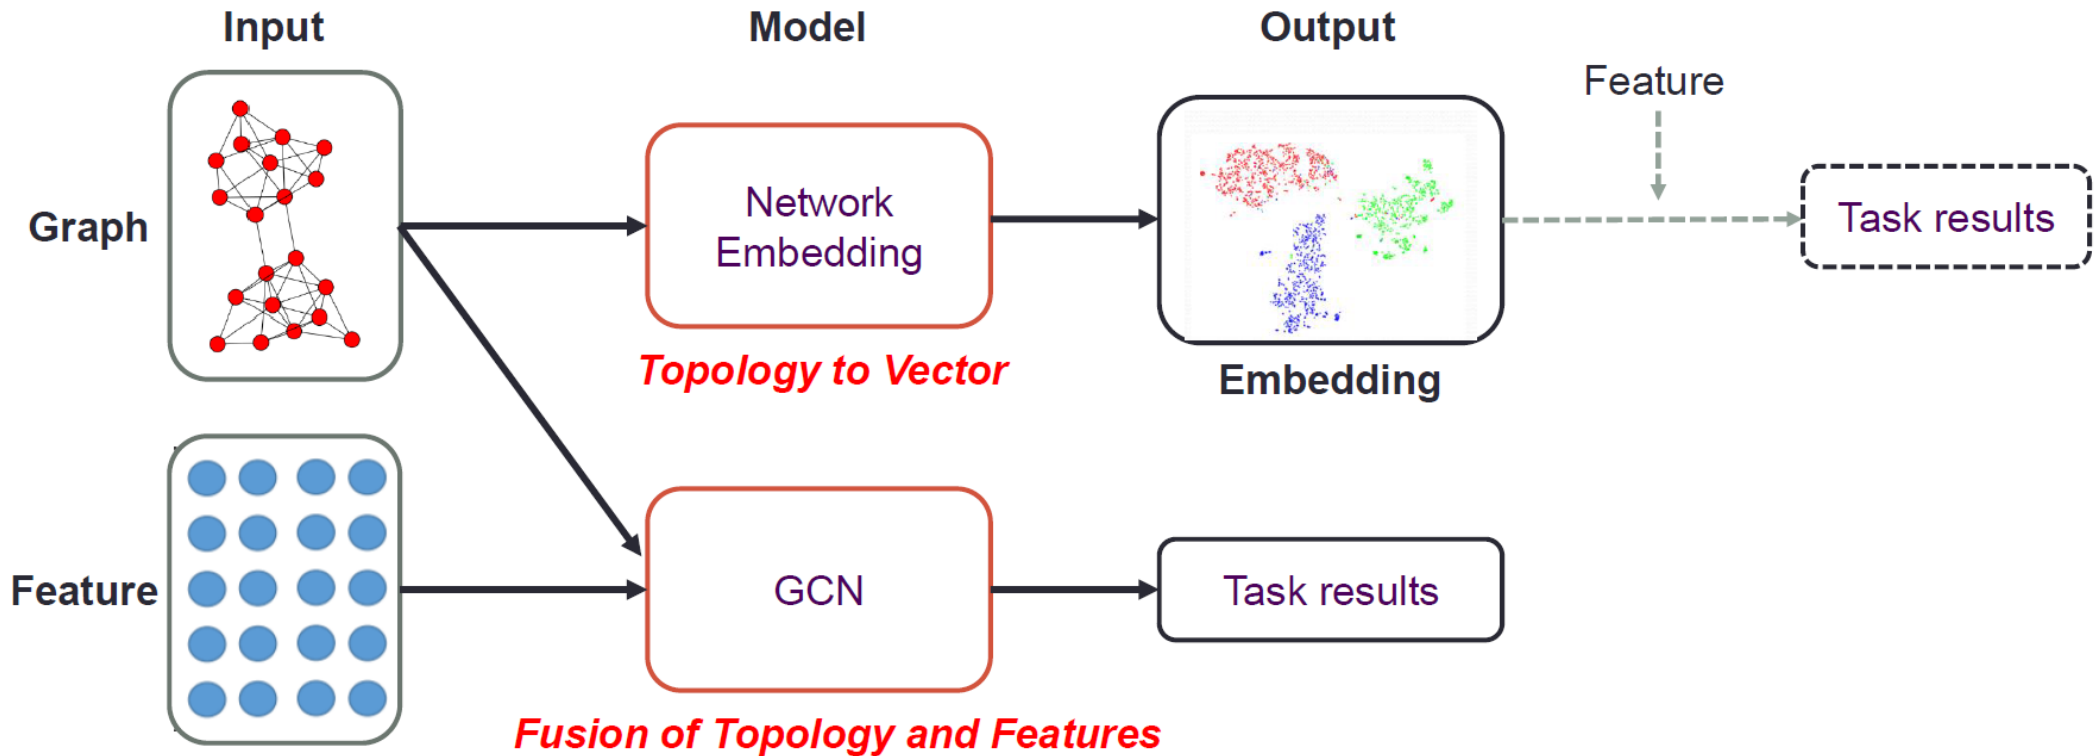 Input
Model
Output
Feature
Graph
Network
Embedding
Task results
Topology to Vector
Embedding
Feature
GCN
Task results
Fusion of Topology and Features